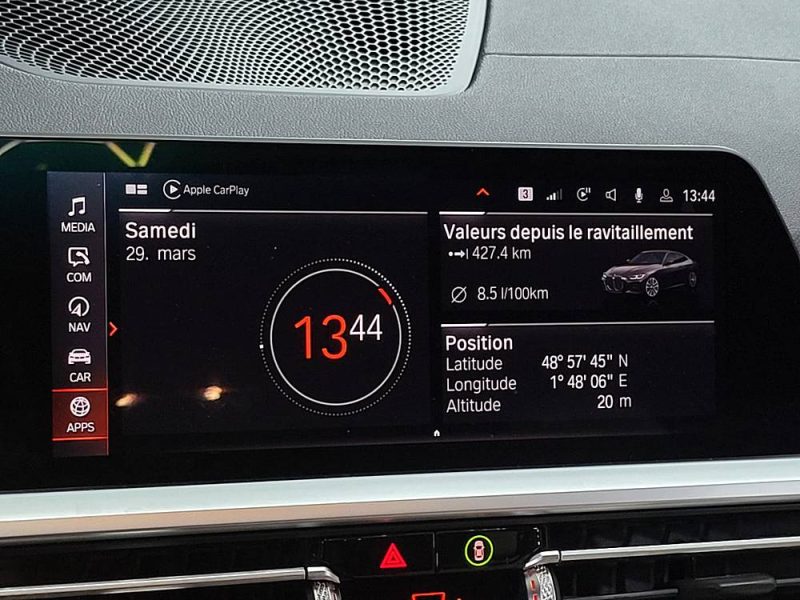 Apple CarPlay
3
13:44
MEDIA
COM
NAV
CAR
APPS
Samedi
29. mars
1344
Valeurs depuis le ravitaillement
427.4 km
8.5 l/100km
Position
Latitude 48° 57' 45" N
Longitude 1° 48' 06" E
Altitude 20 m